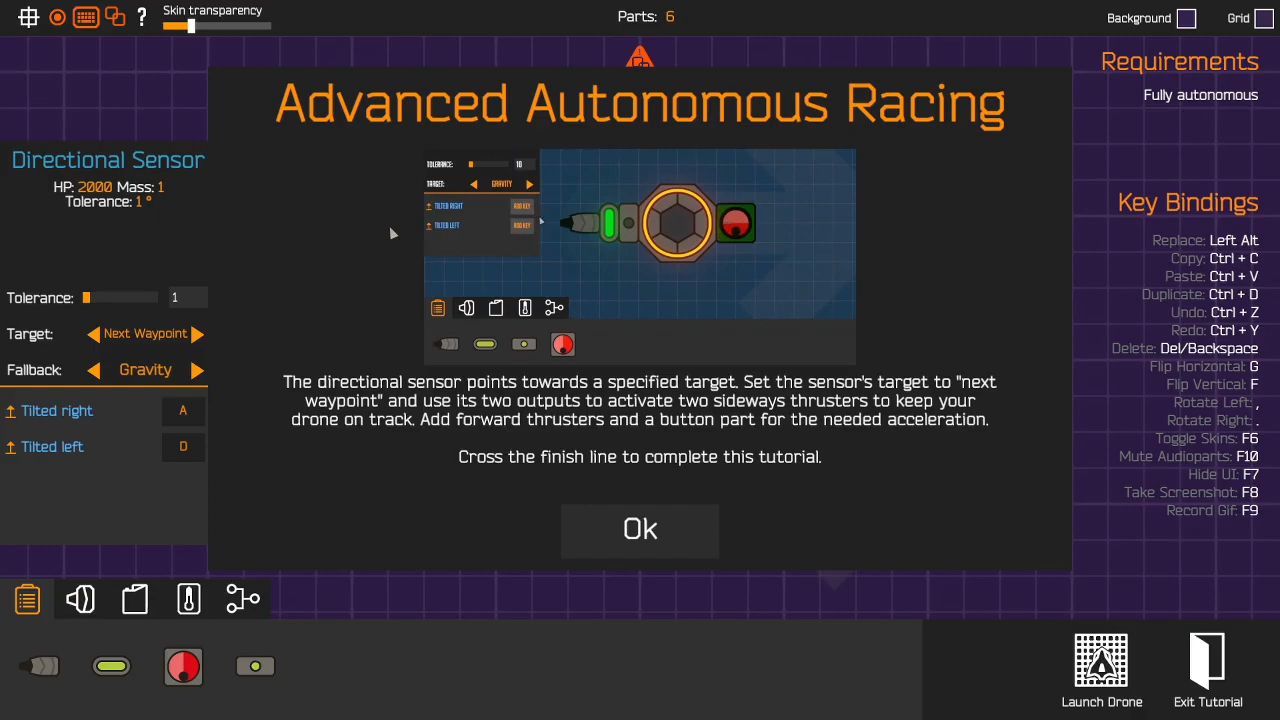 Skin transparency
Parts: 6
Background
Grid
Requirements
Fully autonomous
Advanced Autonomous Racing
Directional Sensor
HP: 2000 Mass: 1
Tolerance: 1 °
Tolerance: 1
Target: Next Waypoint
Fallback: Gravity
Tilted right A
Tilted left D
TOLERANCE: 10
TARGET: GRAVITY
TILTED RIGHT ADD KEY
TILTED LEFT ADD KEY
The directional sensor points towards a specified target. Set the sensor's target to "next
waypoint" and use its two outputs to activate two sideways thrusters to keep your
drone on track. Add forward thrusters and a button part for the needed acceleration.
Cross the finish line to complete this tutorial.
Ok
Key Bindings
Replace: Left Alt
Copy: Ctrl + C
Paste: Ctrl + V
Duplicate: Ctrl + D
Undo: Ctrl + Z
Redo: Ctrl + Y
Delete: Del/Backspace
Flip Horizontal: G
Flip Vertical: F
Rotate Left: ,
Rotate Right: .
Toggle Skins: F6
Mute Audioparts: F10
Hide UI: F7
Take Screenshot: F8
Record Gif: F9
Launch Drone
Exit Tutorial